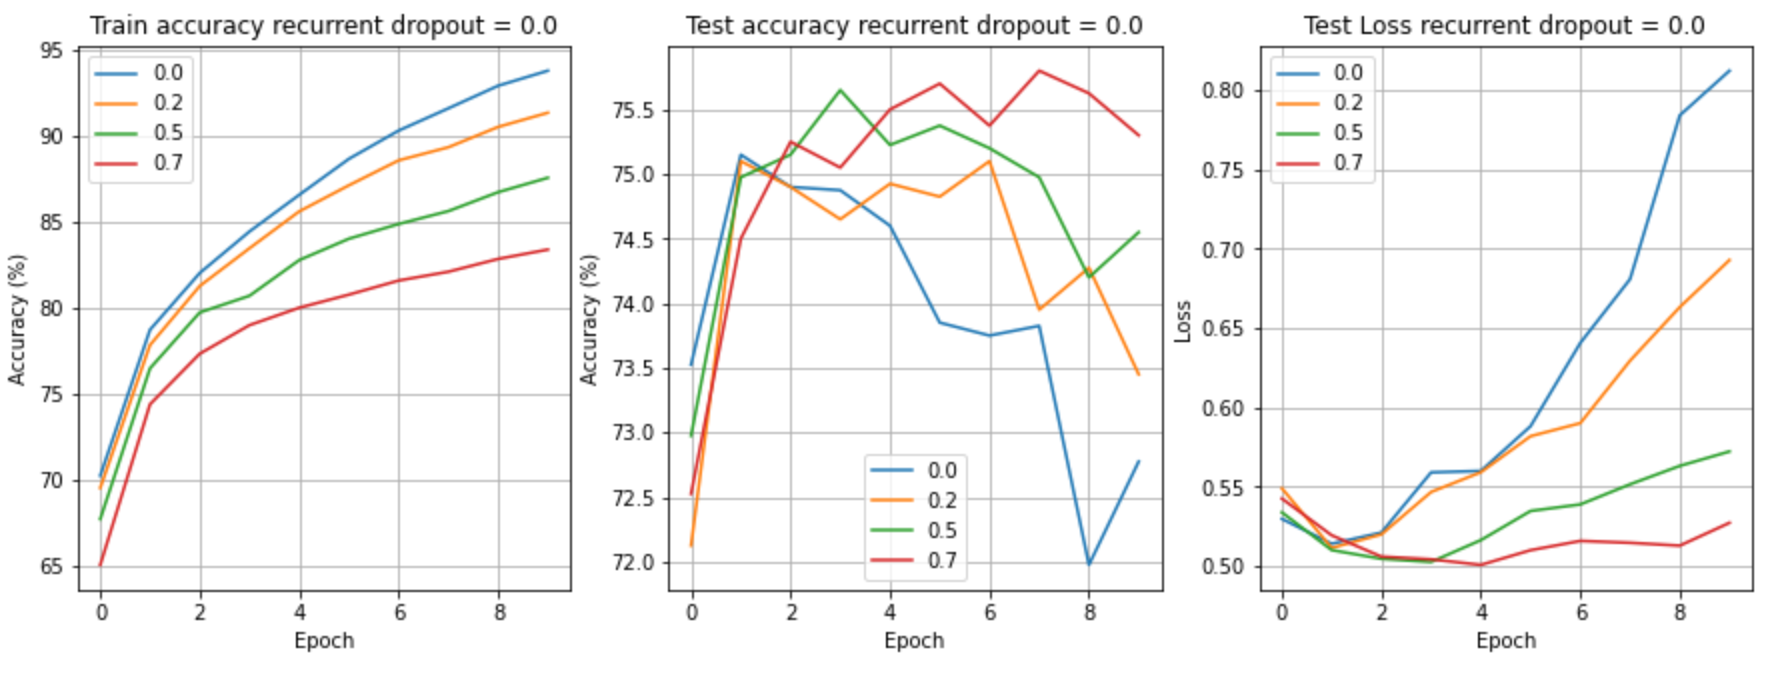 Train accuracy recurrent dropout = 0.0
95
90
85
80
75
70
65
Accuracy (%)
0.0
0.2
0.5
0.7
0 2 4 6 8
Epoch
Test accuracy recurrent dropout = 0.0
75.5
75.0
74.5
74.0
73.5
73.0
72.5
72.0
Accuracy (%)
0.0
0.2
0.5
0.7
0 2 4 6 8
Epoch
Test Loss recurrent dropout = 0.0
0.80
0.75
0.70
0.65
0.60
0.55
0.50
Loss
0.0
0.2
0.5
0.7
0 2 4 6 8
Epoch